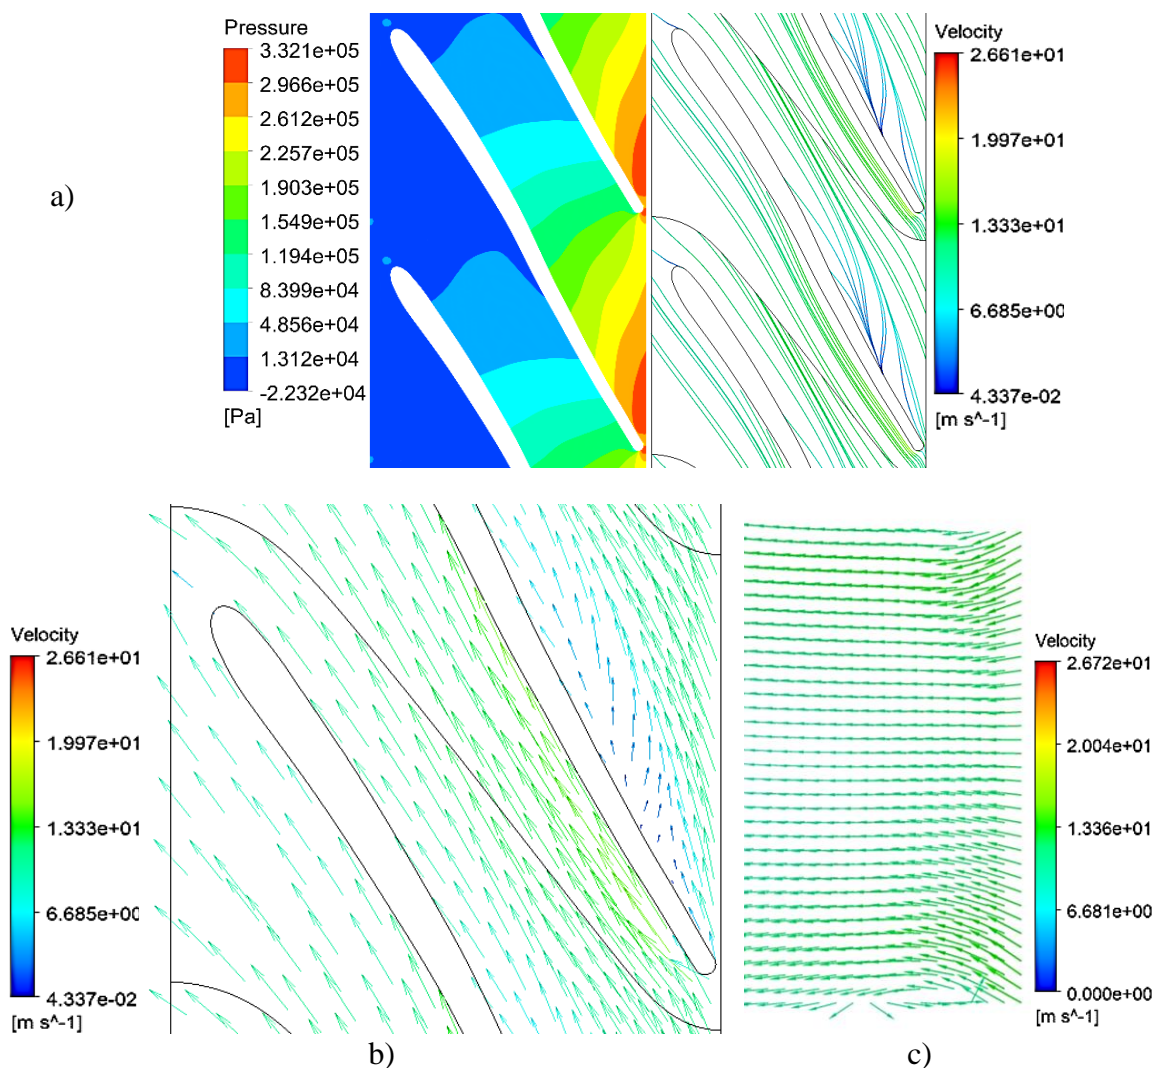 Pressure
3.321e+05
2.966e+05
2.612e+05
2.257e+05
1.903e+05
1.549e+05
1.194e+05
8.399e+04
4.856e+04
1.312e+04
-2.232e+04
[Pa]
Velocity
2.661e+01
1.997e+01
1.333e+01
6.685e+00
4.337e-02
[m s^-1]
a)
Velocity
2.661e+01
1.997e+01
1.333e+01
6.685e+00
4.337e-02
[m s^-1]
b)
Velocity
2.672e+01
2.004e+01
1.336e+01
6.681e+00
0.000e+00
[m s^-1]
c)